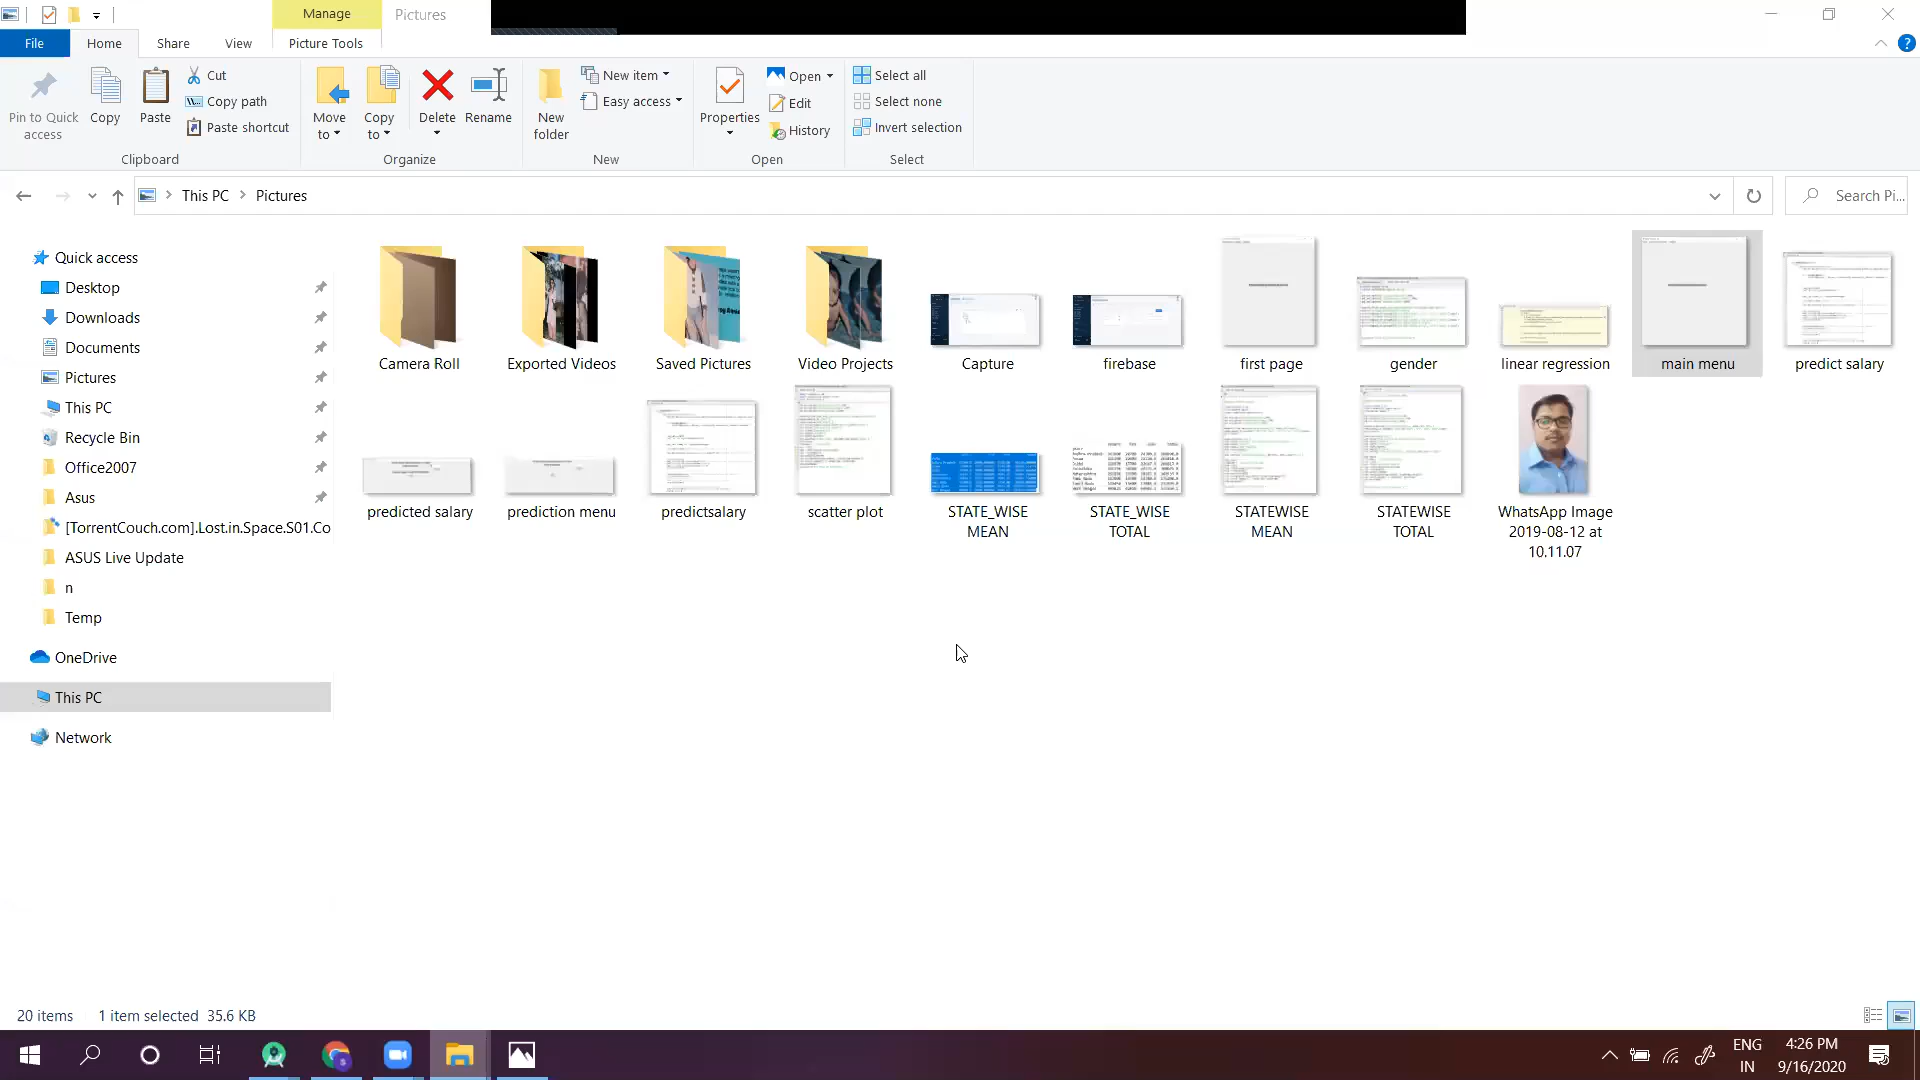 Manage
Pictures
File
Home
Share
View
Picture Tools
Pin to Quick
access
Copy
Paste
Cut
Copy path
Paste shortcut
Clipboard
Move
to
Copy
to
Delete
Rename
Organize
New
folder
New item
Easy access
New
Properties
Open
Edit
History
Open
Select all
Select none
Invert selection
Select
This PC
Pictures
Search Pi...
Quick access
Desktop
Downloads
Documents
Pictures
This PC
Recycle Bin
Office2007
Asus
[TorrentCouch.com].Lost.in.Space.S01.Co
ASUS Live Update
n
Temp
OneDrive
This PC
Network
Camera Roll
Exported Videos
Saved Pictures
Video Projects
Capture
firebase
first page
gender
linear regression
main menu
predict salary
predicted salary
prediction menu
predictsalary
scatter plot
STATE_WISE
MEAN
STATE_WISE
TOTAL
STATEWISE
MEAN
STATEWISE
TOTAL
WhatsApp Image
2019-08-12 at
10.11.07
20 items
1 item selected 35.6 KB
ENG
IN
4:26 PM
9/16/2020